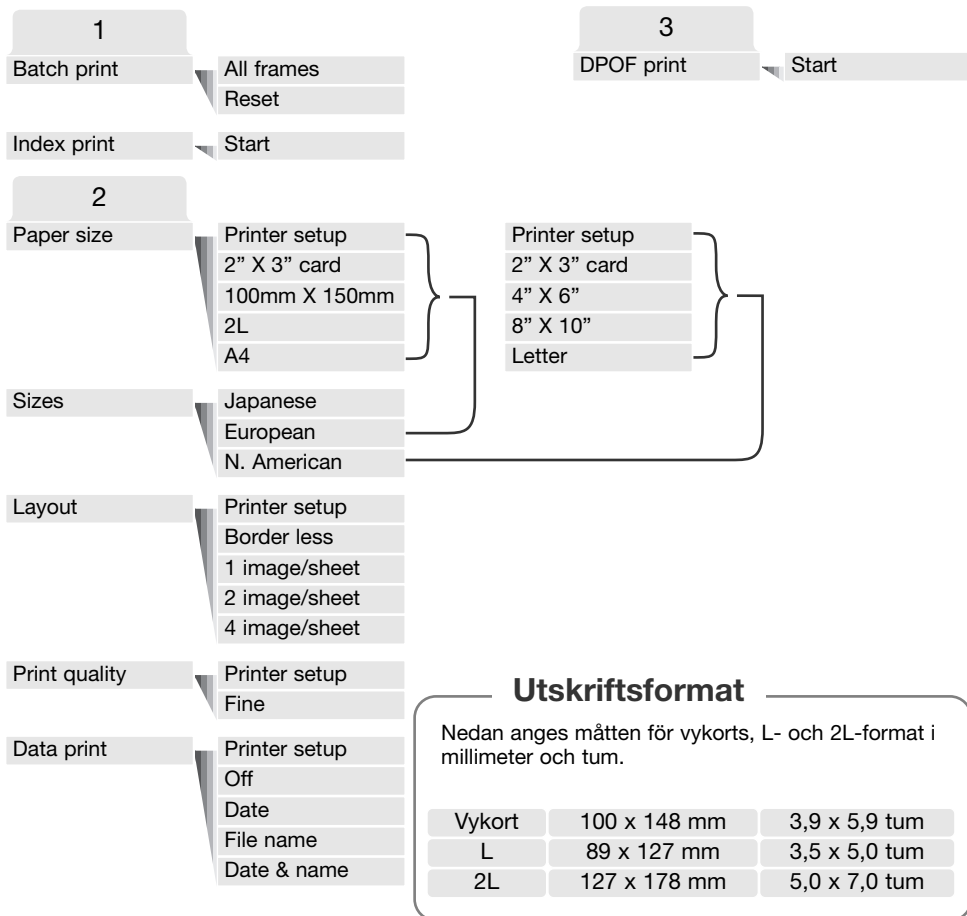 1
Batch print
All frames
Reset
Index print
Start
2
Paper size
Printer setup
2” X 3” card
100mm X 150mm
2L
A4
Printer setup
2” X 3” card
4” X 6”
8” X 10”
Letter
Sizes
Japanese
European
N. American
Layout
Printer setup
Border less
1 image/sheet
2 image/sheet
4 image/sheet
Print quality
Printer setup
Fine
Data print
Printer setup
Off
Date
File name
Date & name
3
DPOF print
Start
Utskriftsformat
Nedan anges måtten för vykorts, L- och 2L-format i
millimeter och tum.
Vykort 100 x 148 mm 3,9 x 5,9 tum
L 89 x 127 mm 3,5 x 5,0 tum
2L 127 x 178 mm 5,0 x 7,0 tum